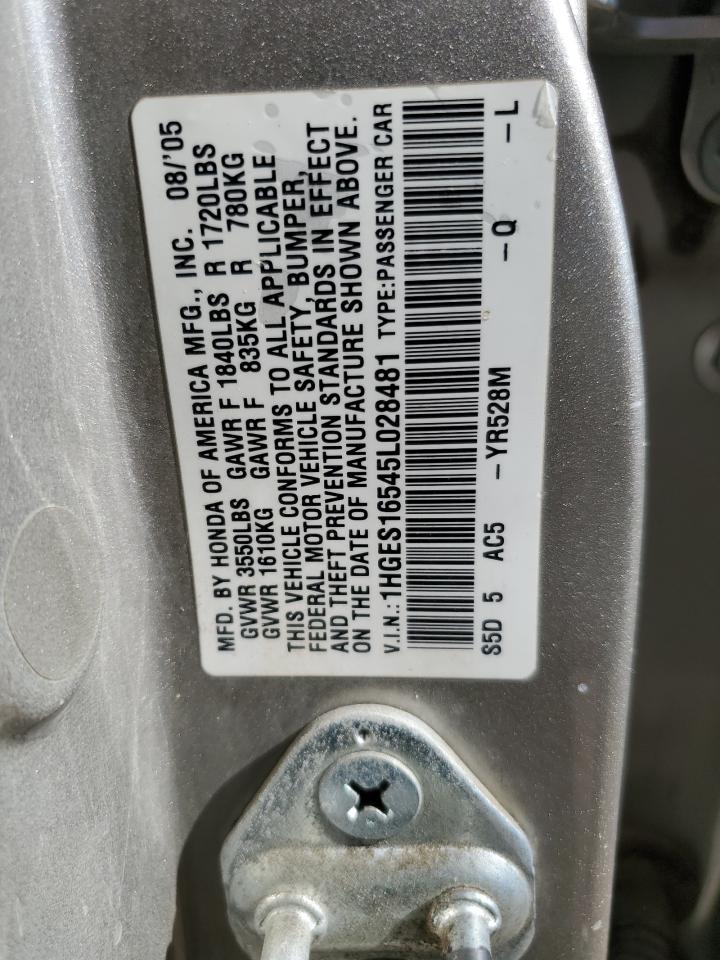 MFD. BY HONDA OF AMERICA MFG., INC. 08/'05
GVWR 3550LBS GAWR F 1840LBS R 1720LBS
GVWR 1610KG GAWR F 835KG R 780KG
THIS VEHICLE CONFORMS TO ALL APPLICABLE
FEDERAL MOTOR VEHICLE SAFETY, BUMPER,
AND THEFT PREVENTION STANDARDS IN EFFECT
ON THE DATE OF MANUFACTURE SHOWN ABOVE.
V.I.N.: 1HGES16545L028481 TYPE:PASSENGER CAR
S5D 5 AC5 -YR528M -Q -L